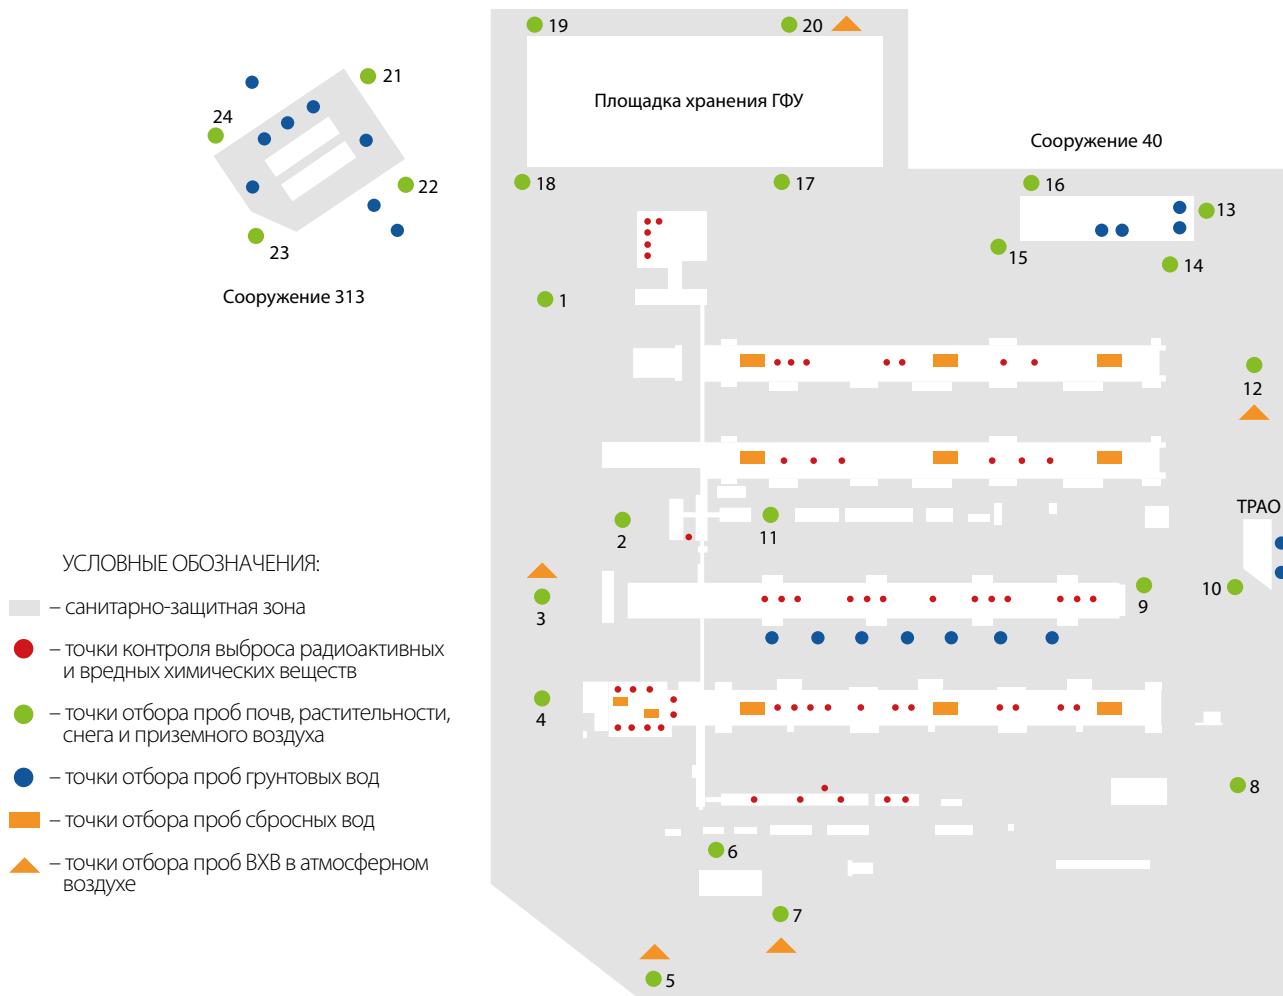 19
20
21
Площадка хранения ГФУ
24
Сооружение 40
18
17
16
22
13
23
15
14
Сооружение 313
1
12
ТРАО
2
11
УСЛОВНЫЕ ОБОЗНАЧЕНИЯ:
– санитарно-защитная зона
3
9
10
– точки контроля выброса радиоактивных
и вредных химических веществ
– точки отбора проб почв, растительности,
снега и приземного воздуха
4
– точки отбора проб грунтовых вод
8
– точки отбора проб сбросных вод
– точки отбора проб ВХВ в атмосферном
воздухе
6
7
5